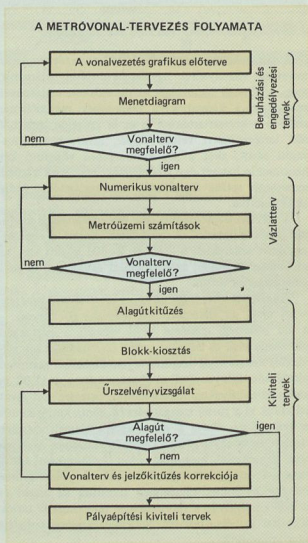 A METRÓVONAL-TERVEZÉS FOLYAMATA
A vonalvezetés grafikus előterve
Menetdiagram
nem
Vonalterv
megfelelő?
igen
Beruházási és
engedélyezési
tervek
Numerikus vonalterv
Metróüzemi számítások
nem
Vonalterv
megfelelő?
igen
Vázlatterv
Alagútkitűzés
Blokk-kiosztás
Űrszelvényvizsgálat
Alagút
megfelelő?
igen
nem
Vonalterv és jelzőkitűzés korrekciója
Pályaépítési kiviteli tervek
Kiviteli
tervek